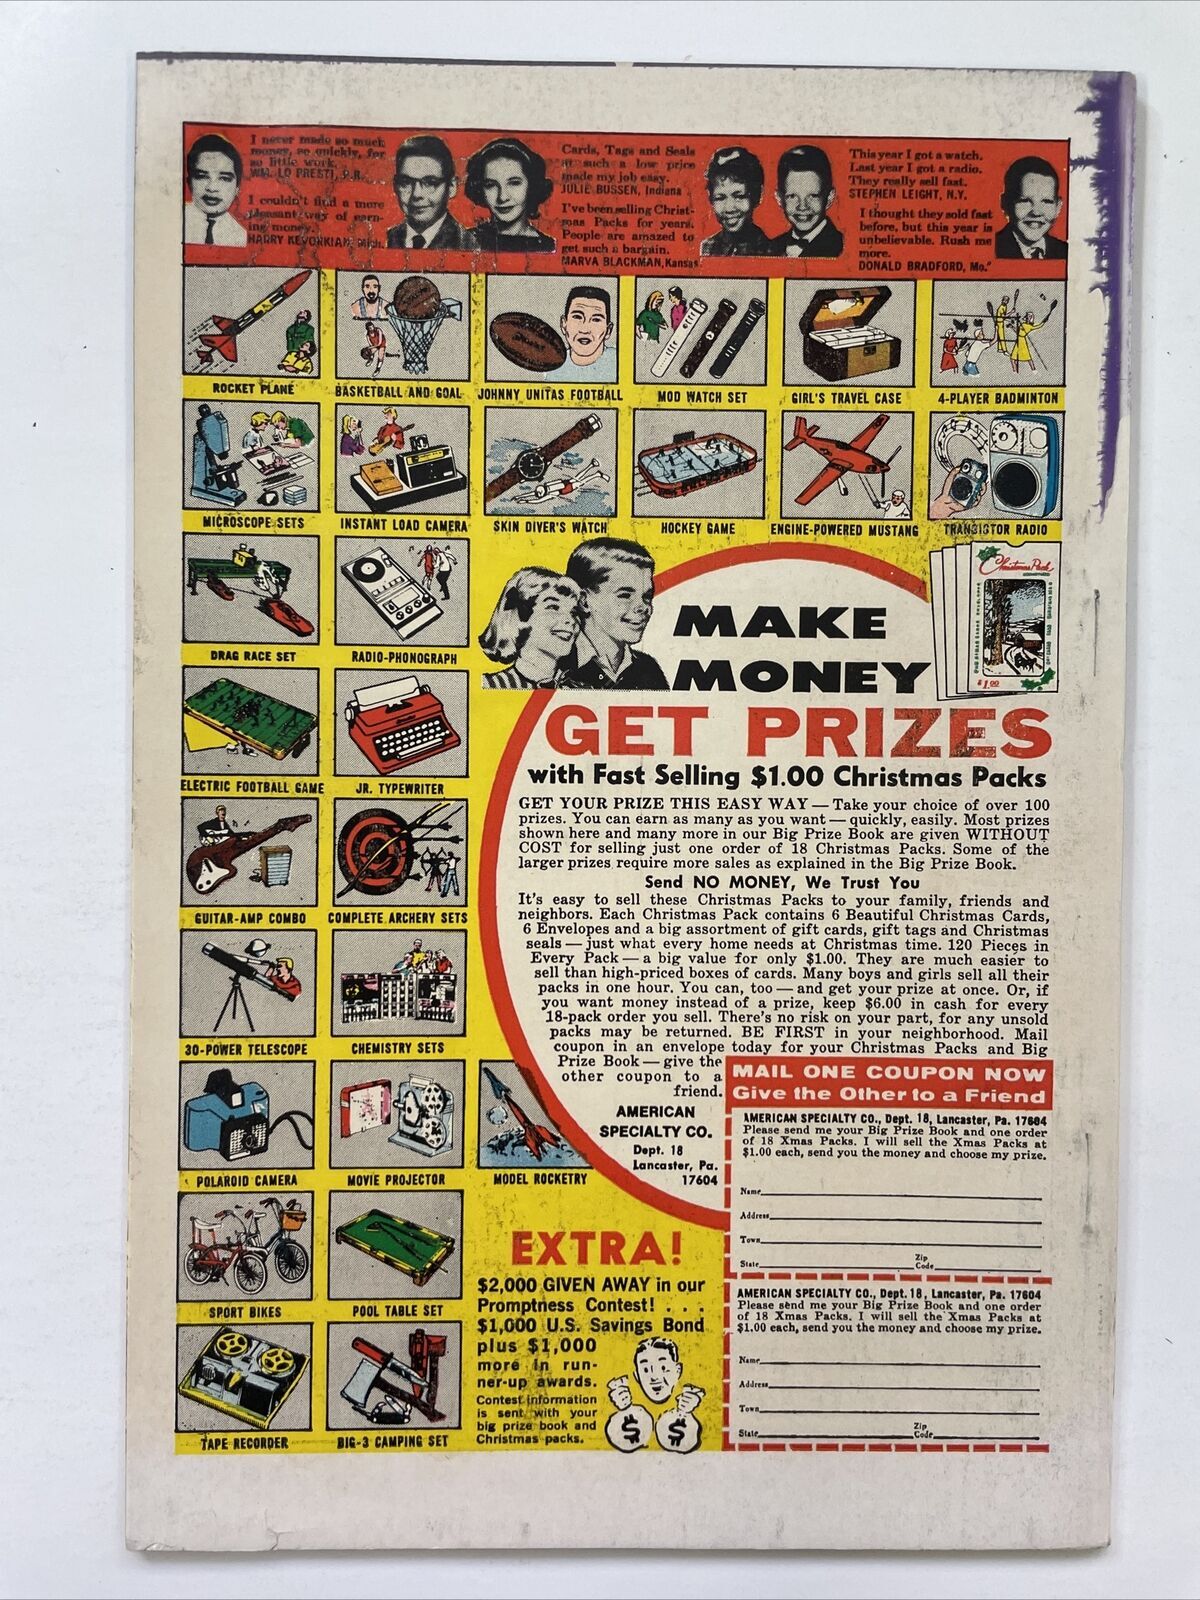 I never made so much
money, so quickly, for
so little work.
WM. LO PRESTI, P.R.
I couldn't find a more
pleasant way of earn-
ing money.
HARRY KEVORKIAN, Mich.
Cards, Tags and Seals
at such a low price
made my job easy.
JULIE BUSSEN, Indiana
I've been selling Christ-
mas Packs for years.
People are amazed to
get such a bargain.
MARVA BLACKMAN, Kansas
This year I got a watch.
Last year I got a radio.
They really sell fast.
STEPHEN LEIGHT, N.Y.
I thought they sold fast
before, but this year is
unbelievable. Rush me
more.
DONALD BRADFORD, Mo."
ROCKET PLANE
BASKETBALL AND GOAL
JOHNNY UNITAS FOOTBALL
MOD WATCH SET
GIRL'S TRAVEL CASE
4-PLAYER BADMINTON
MICROSCOPE SETS
INSTANT LOAD CAMERA
SKIN DIVER'S WATCH
HOCKEY GAME
ENGINE-POWERED MUSTANG
TRANSISTOR RADIO
DRAG RACE SET
RADIO-PHONOGRAPH
ELECTRIC FOOTBALL GAME
JR. TYPEWRITER
GUITAR-AMP COMBO
COMPLETE ARCHERY SETS
30-POWER TELESCOPE
CHEMISTRY SETS
POLAROID CAMERA
MOVIE PROJECTOR
MODEL ROCKETRY
SPORT BIKES
POOL TABLE SET
TAPE RECORDER
BIG-3 CAMPING SET
Christmas Pack
$1.00
MAKE
MONEY
GET PRIZES
with Fast Selling $1.00 Christmas Packs
GET YOUR PRIZE THIS EASY WAY — Take your choice of over 100
prizes. You can earn as many as you want — quickly, easily. Most prizes
shown here and many more in our Big Prize Book are given WITHOUT
COST for selling just one order of 18 Christmas Packs. Some of the
larger prizes require more sales as explained in the Big Prize Book.
Send NO MONEY, We Trust You
It's easy to sell these Christmas Packs to your family, friends and
neighbors. Each Christmas Pack contains 6 Beautiful Christmas Cards,
6 Envelopes and a big assortment of gift cards, gift tags and Christmas
seals — just what every home needs at Christmas time. 120 Pieces in
Every Pack — a big value for only $1.00. They are much easier to
sell than high-priced boxes of cards. Many boys and girls sell all their
packs in one hour. You can, too — and get your prize at once. Or, if
you want money instead of a prize, keep $6.00 in cash for every
18-pack order you sell. There's no risk on your part, for any unsold
packs may be returned. BE FIRST in your neighborhood. Mail
coupon in an envelope today for your Christmas Packs and Big
Prize Book — give the
other coupon to a
friend.
AMERICAN
SPECIALTY CO.
Dept. 18
Lancaster, Pa.
17604
MAIL ONE COUPON NOW
Give the Other to a Friend
AMERICAN SPECIALTY CO., Dept. 18, Lancaster, Pa. 17604
Please send me your Big Prize Book and one order
of 18 Xmas Packs. I will sell the Xmas Packs at
$1.00 each, send you the money and choose my prize.
Name
Address
Town
State Zip Code
AMERICAN SPECIALTY CO., Dept. 18, Lancaster, Pa. 17604
Please send me your Big Prize Book and one order
of 18 Xmas Packs. I will sell the Xmas Packs at
$1.00 each, send you the money and choose my prize.
Name
Address
Town
State Zip Code
EXTRA!
$2,000 GIVEN AWAY in our
Promptness Contest! . . .
$1,000 U.S. Savings Bond
plus $1,000
more in run-
ner-up awards.
Contest information
is sent with your
big prize book and
Christmas packs.
$ $